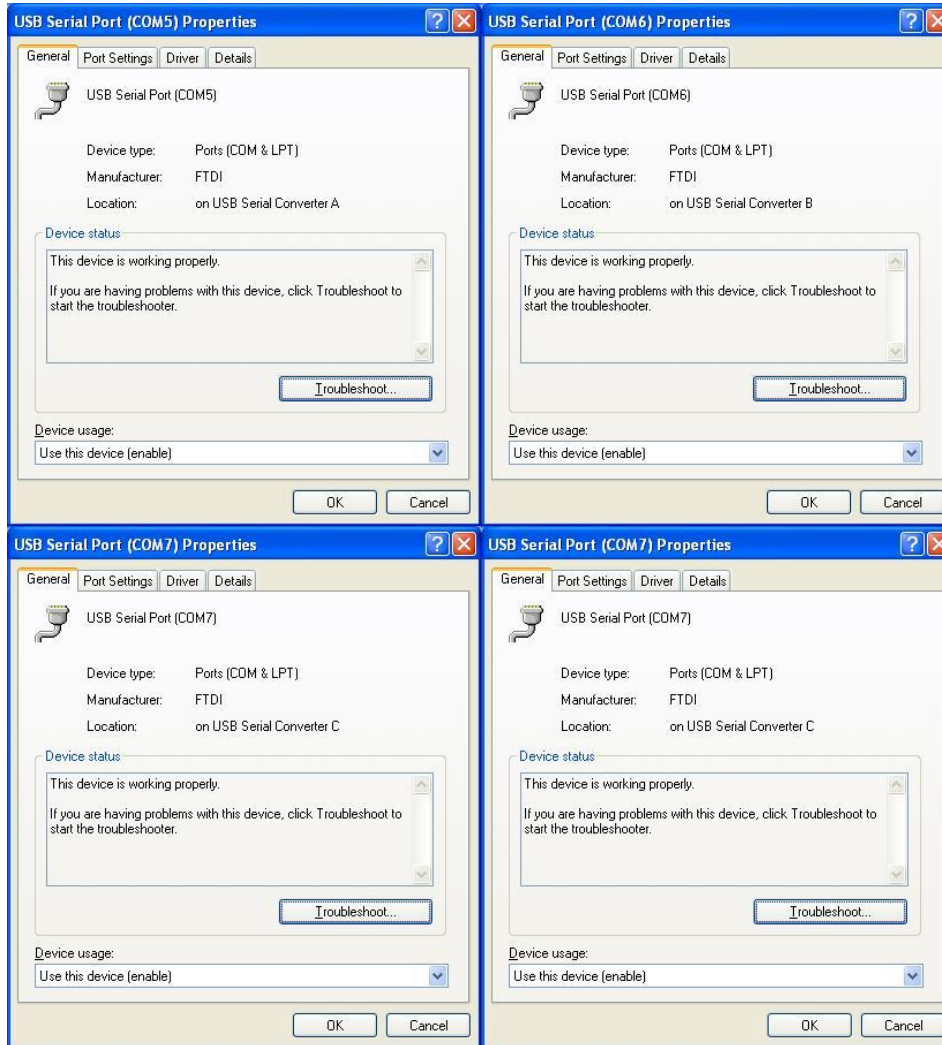 USB Serial Port (COM5) Properties
General Port Settings Driver Details
USB Serial Port (COM5)
Device type: Ports (COM & LPT)
Manufacturer: FTDI
Location: on USB Serial Converter A
Device status
This device is working properly.
If you are having problems with this device, click Troubleshoot to
start the troubleshooter.
Troubleshoot...
Device usage:
Use this device (enable)
OK Cancel
USB Serial Port (COM6) Properties
General Port Settings Driver Details
USB Serial Port (COM6)
Device type: Ports (COM & LPT)
Manufacturer: FTDI
Location: on USB Serial Converter B
Device status
This device is working properly.
If you are having problems with this device, click Troubleshoot to
start the troubleshooter.
Troubleshoot...
Device usage:
Use this device (enable)
OK Cancel
USB Serial Port (COM7) Properties
General Port Settings Driver Details
USB Serial Port (COM7)
Device type: Ports (COM & LPT)
Manufacturer: FTDI
Location: on USB Serial Converter C
Device status
This device is working properly.
If you are having problems with this device, click Troubleshoot to
start the troubleshooter.
Troubleshoot...
Device usage:
Use this device (enable)
OK Cancel
USB Serial Port (COM7) Properties
General Port Settings Driver Details
USB Serial Port (COM7)
Device type: Ports (COM & LPT)
Manufacturer: FTDI
Location: on USB Serial Converter C
Device status
This device is working properly.
If you are having problems with this device, click Troubleshoot to
start the troubleshooter.
Troubleshoot...
Device usage:
Use this device (enable)
OK Cancel